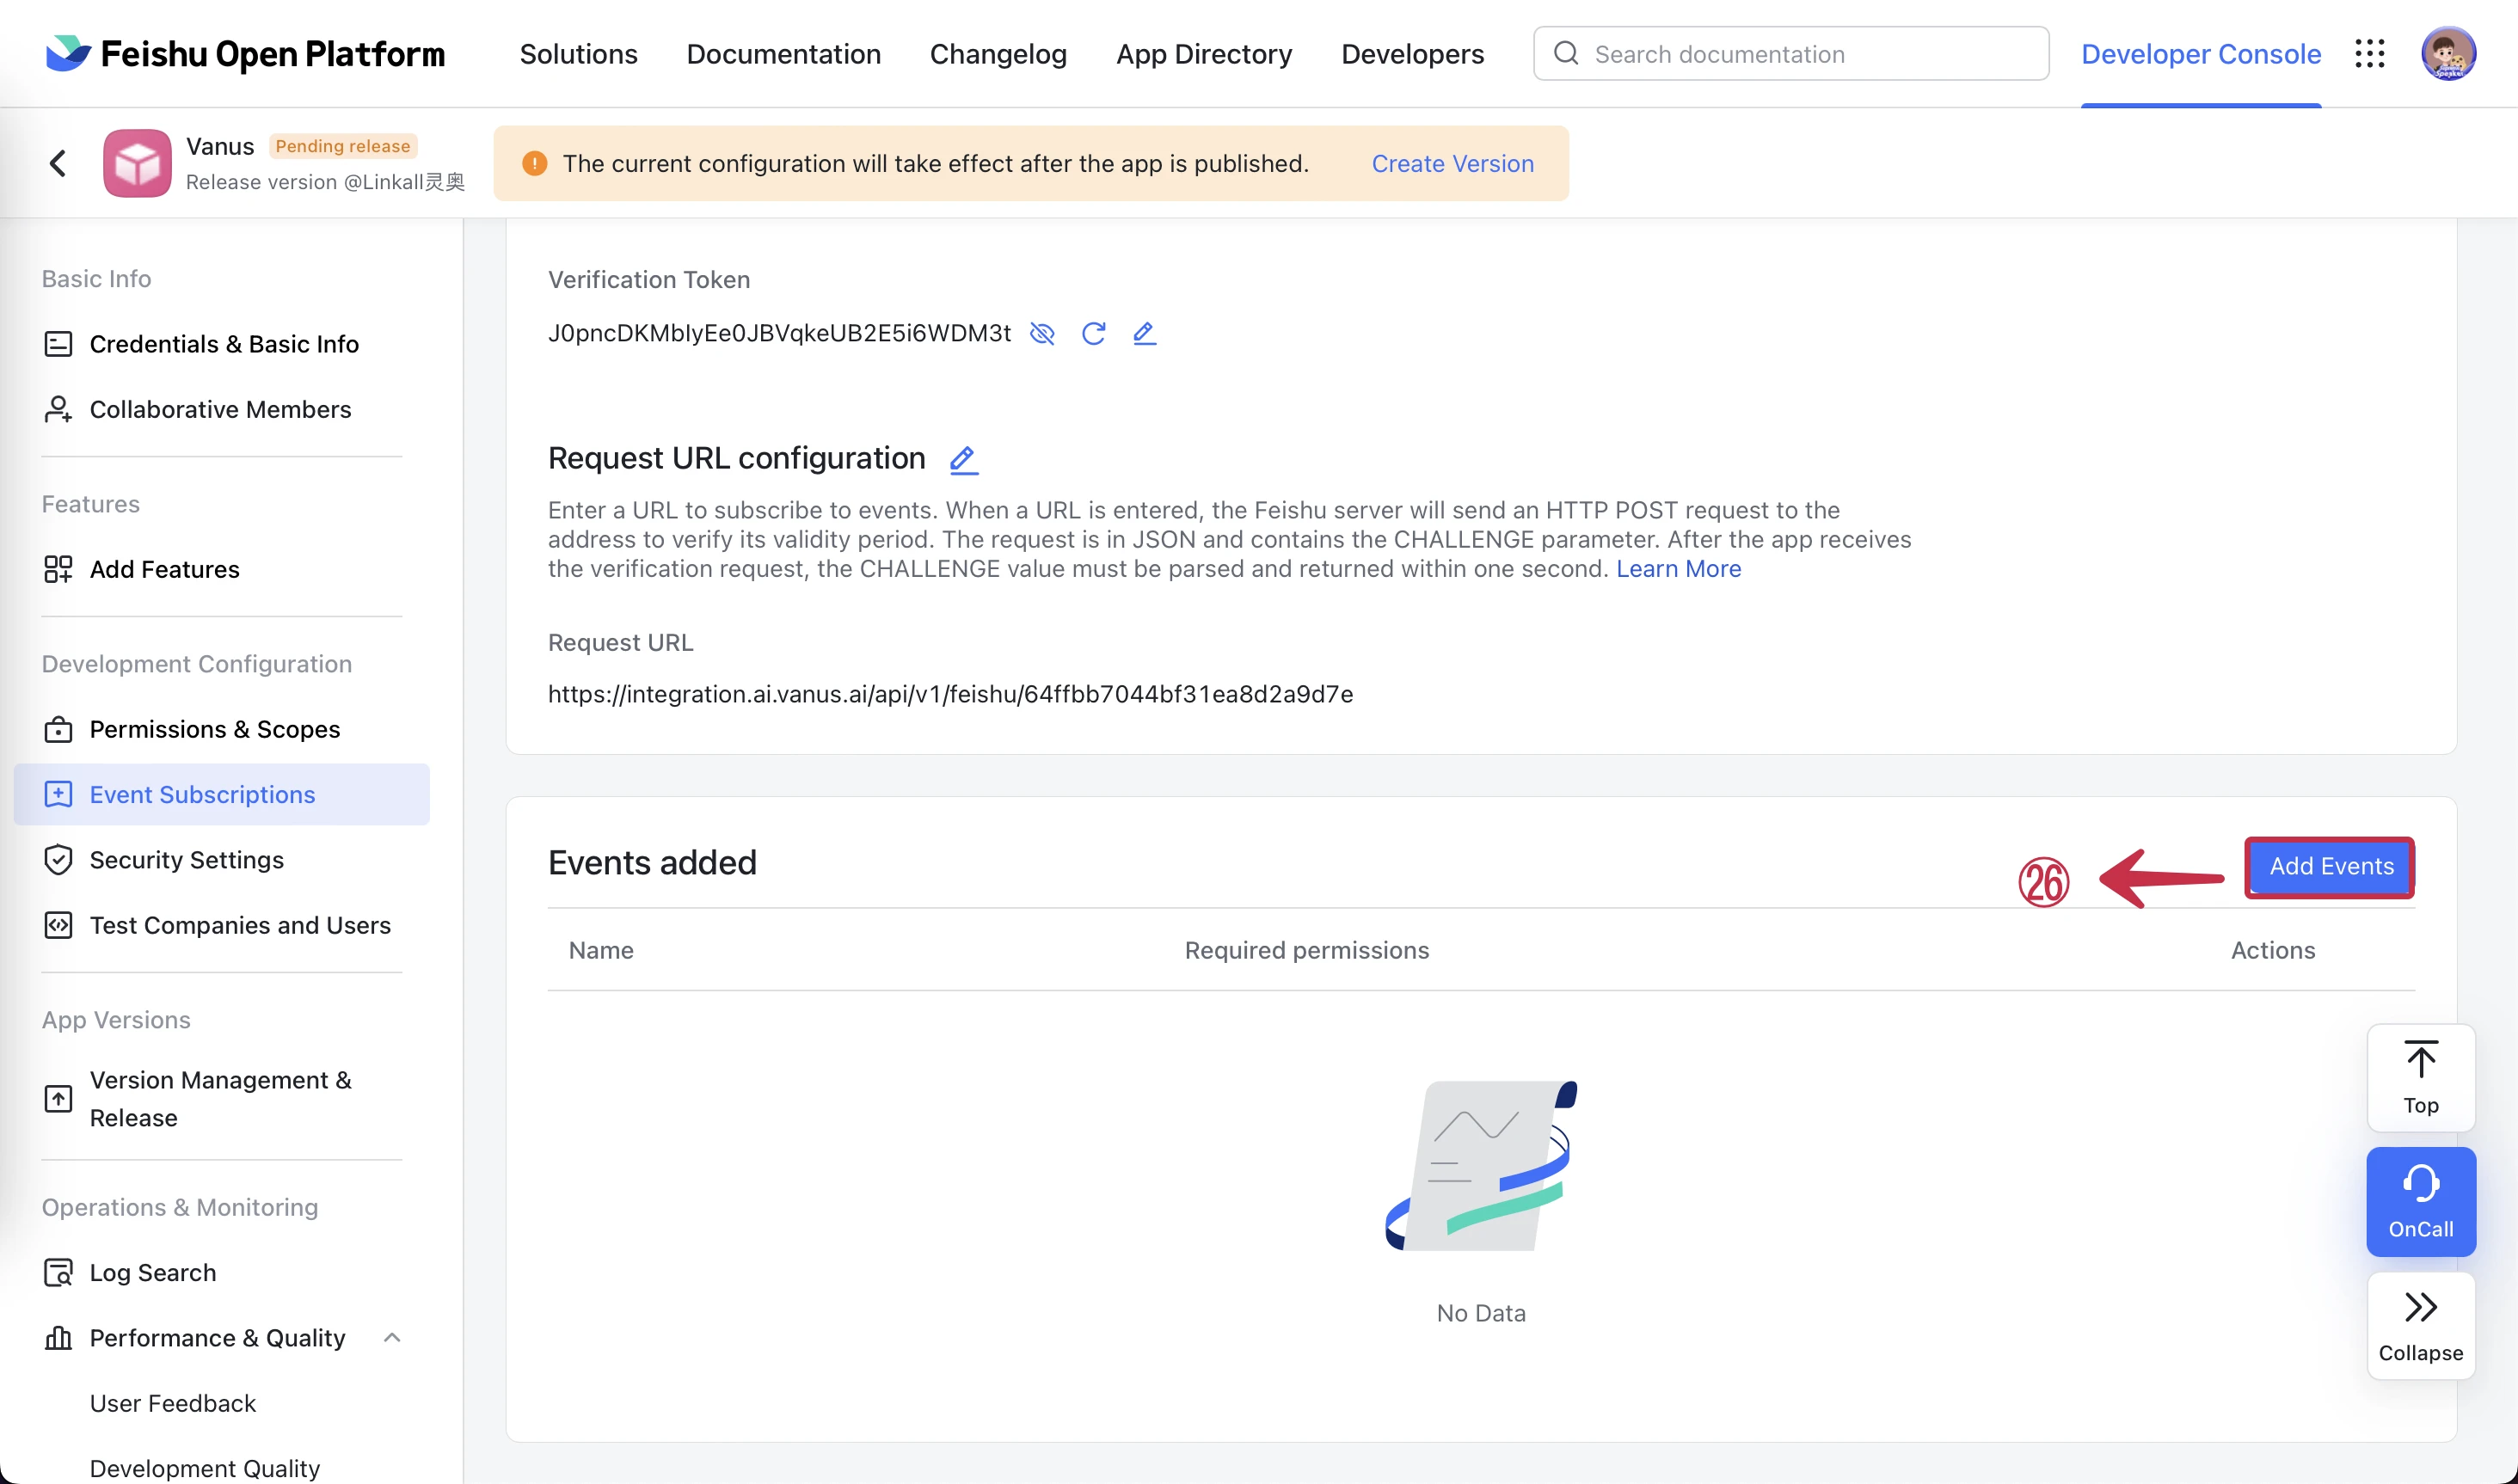 Feishu Open Platform
Solutions
Documentation
Changelog
App Directory
Developers
Search documentation
Developer Console
Vanus
Pending release
Release version @Linkall灵奥
The current configuration will take effect after the app is published.
Create Version
Basic Info
Credentials & Basic Info
Collaborative Members
Features
Add Features
Development Configuration
Permissions & Scopes
Event Subscriptions
Security Settings
Test Companies and Users
App Versions
Version Management &
Release
Operations & Monitoring
Log Search
Performance & Quality
User Feedback
Development Quality
Verification Token
J0pncDKMbIyEe0JBVqkeUB2E5i6WDM3t
Request URL configuration
Enter a URL to subscribe to events. When a URL is entered, the Feishu server will send an HTTP POST request to the
address to verify its validity period. The request is in JSON and contains the CHALLENGE parameter. After the app receives
the verification request, the CHALLENGE value must be parsed and returned within one second. Learn More
Request URL
https://integration.ai.vanus.ai/api/v1/feishu/64ffbb7044bf31ea8d2a9d7e
Events added
㉖
Add Events
Name
Required permissions
Actions
No Data
Top
OnCall
Collapse